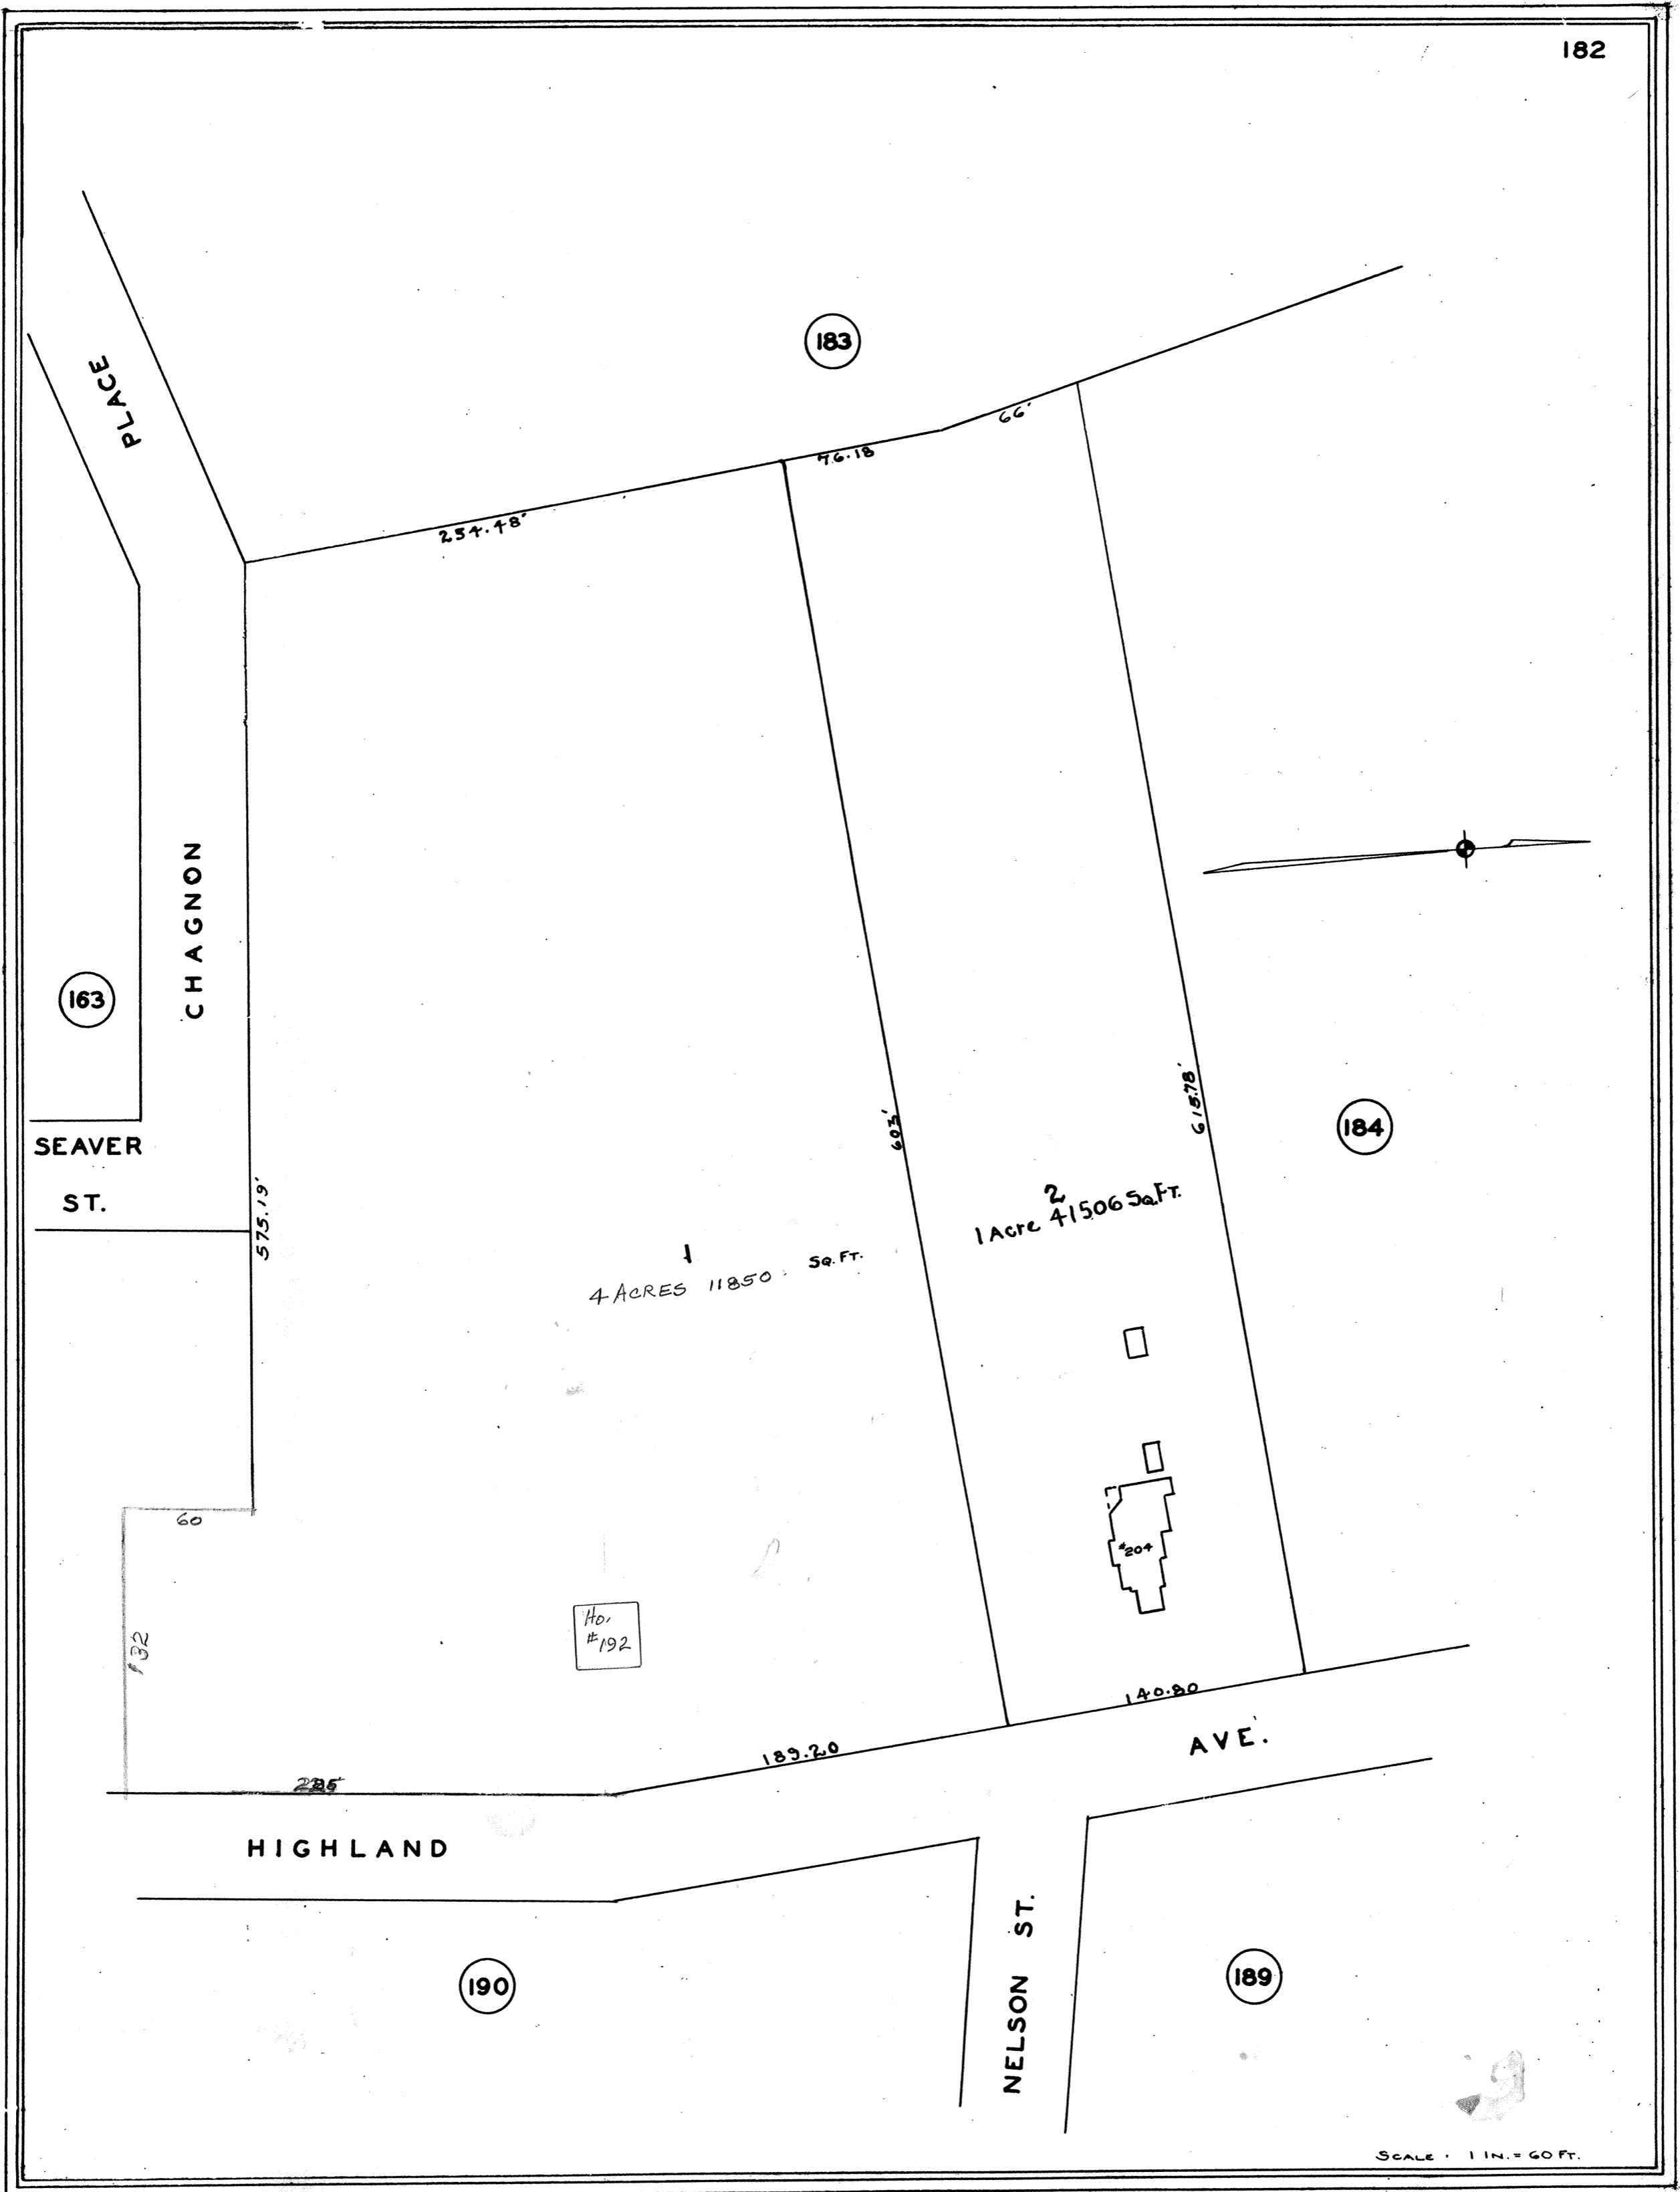 182
183
PLACE
66'
76.18
254.48'
CHAGNON
163
SEAVER
ST.
575.19'
603'
615.78'
184
2
1 Acre 41506 Sq.Ft.
1
4 ACRES 11850 SQ. FT.
60
132
Ho.
#192
#204
140.80
189.20
AVE.
HIGHLAND
NELSON ST.
190
189
SCALE . 1 IN. = 60 FT.